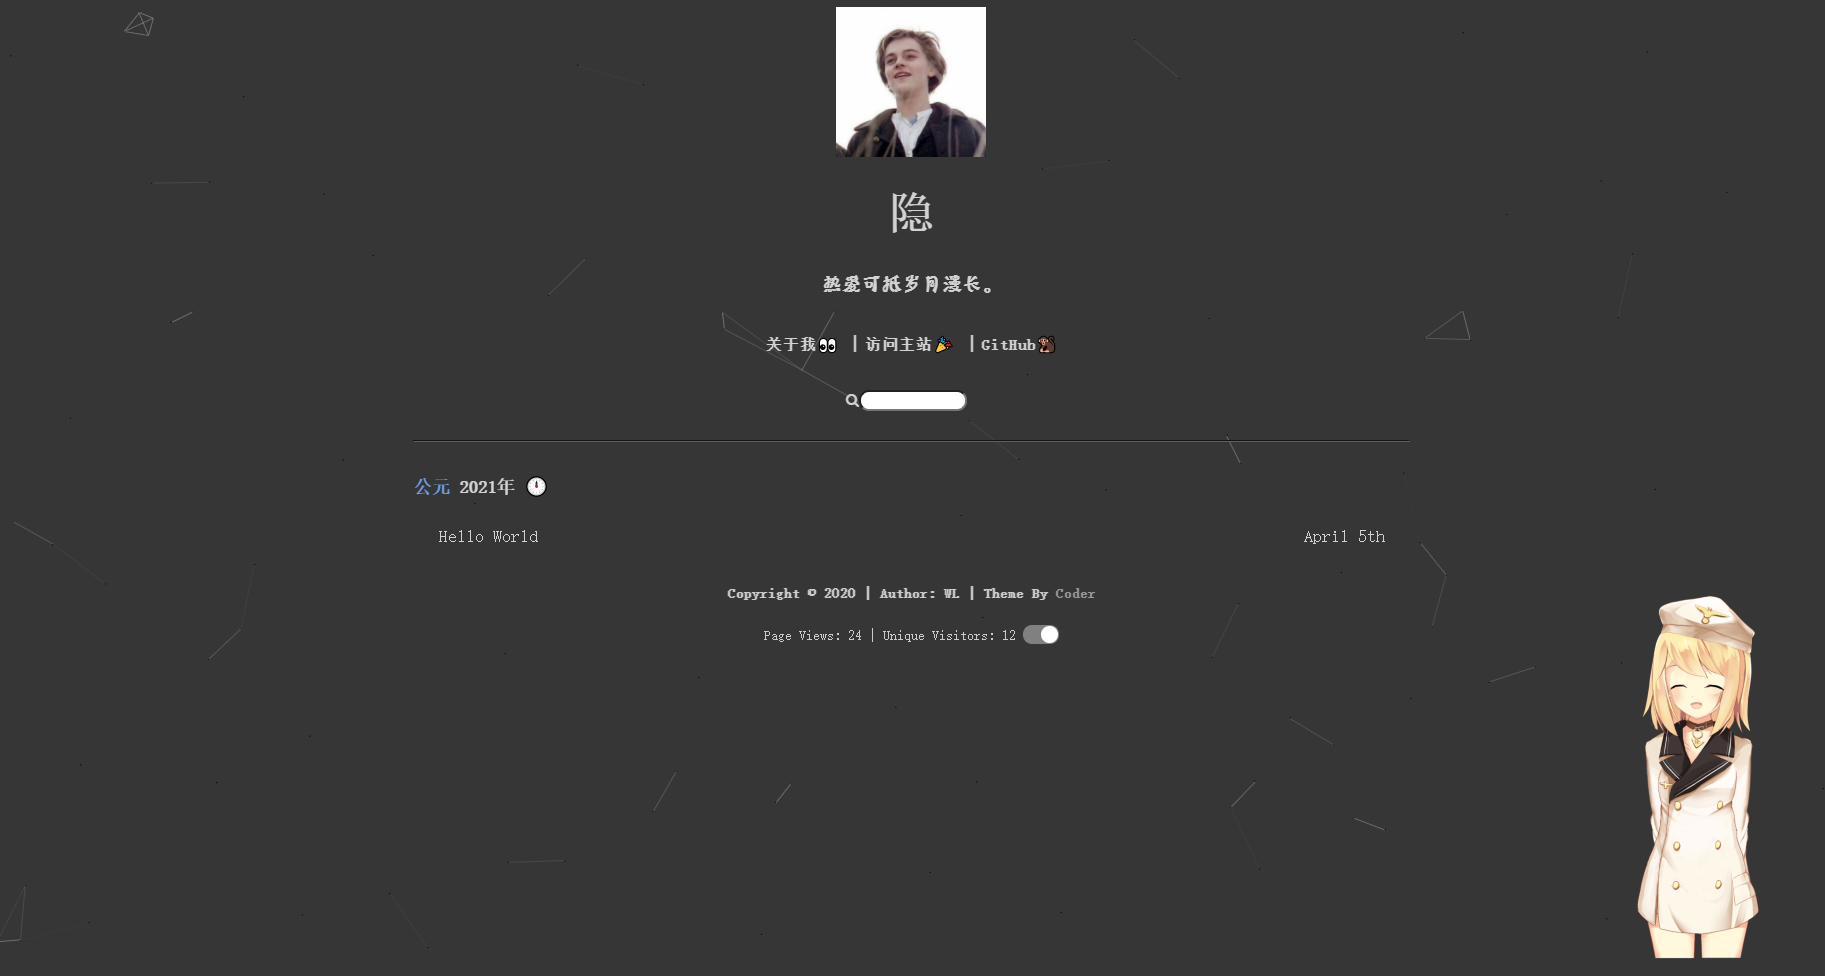 隐
热爱可抵岁月漫长。
关于我👀 | 访问主站🎉 | GitHub🐿
公元 2021年
Hello World April 5th
Copyright © 2020 | Author: WL | Theme By Coder
Page Views: 24 | Unique Visitors: 12